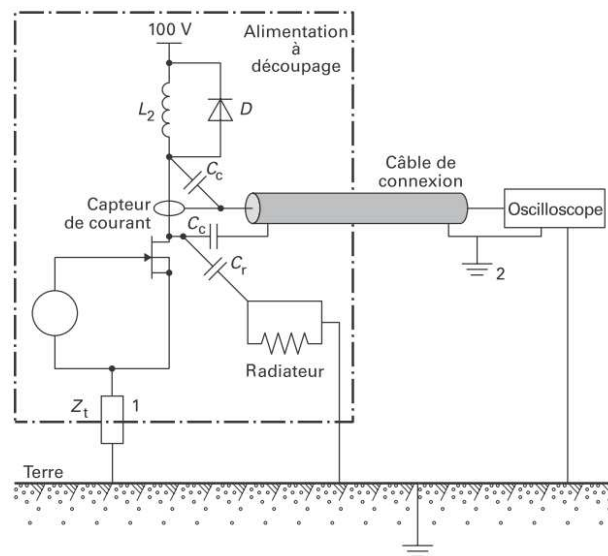 100 V
Alimentation
à
découpage
L2
D
Cc
Câble de
connexion
Capteur
de courant
Cc
Oscilloscope
Cr
2
Radiateur
Zt
1
Terre